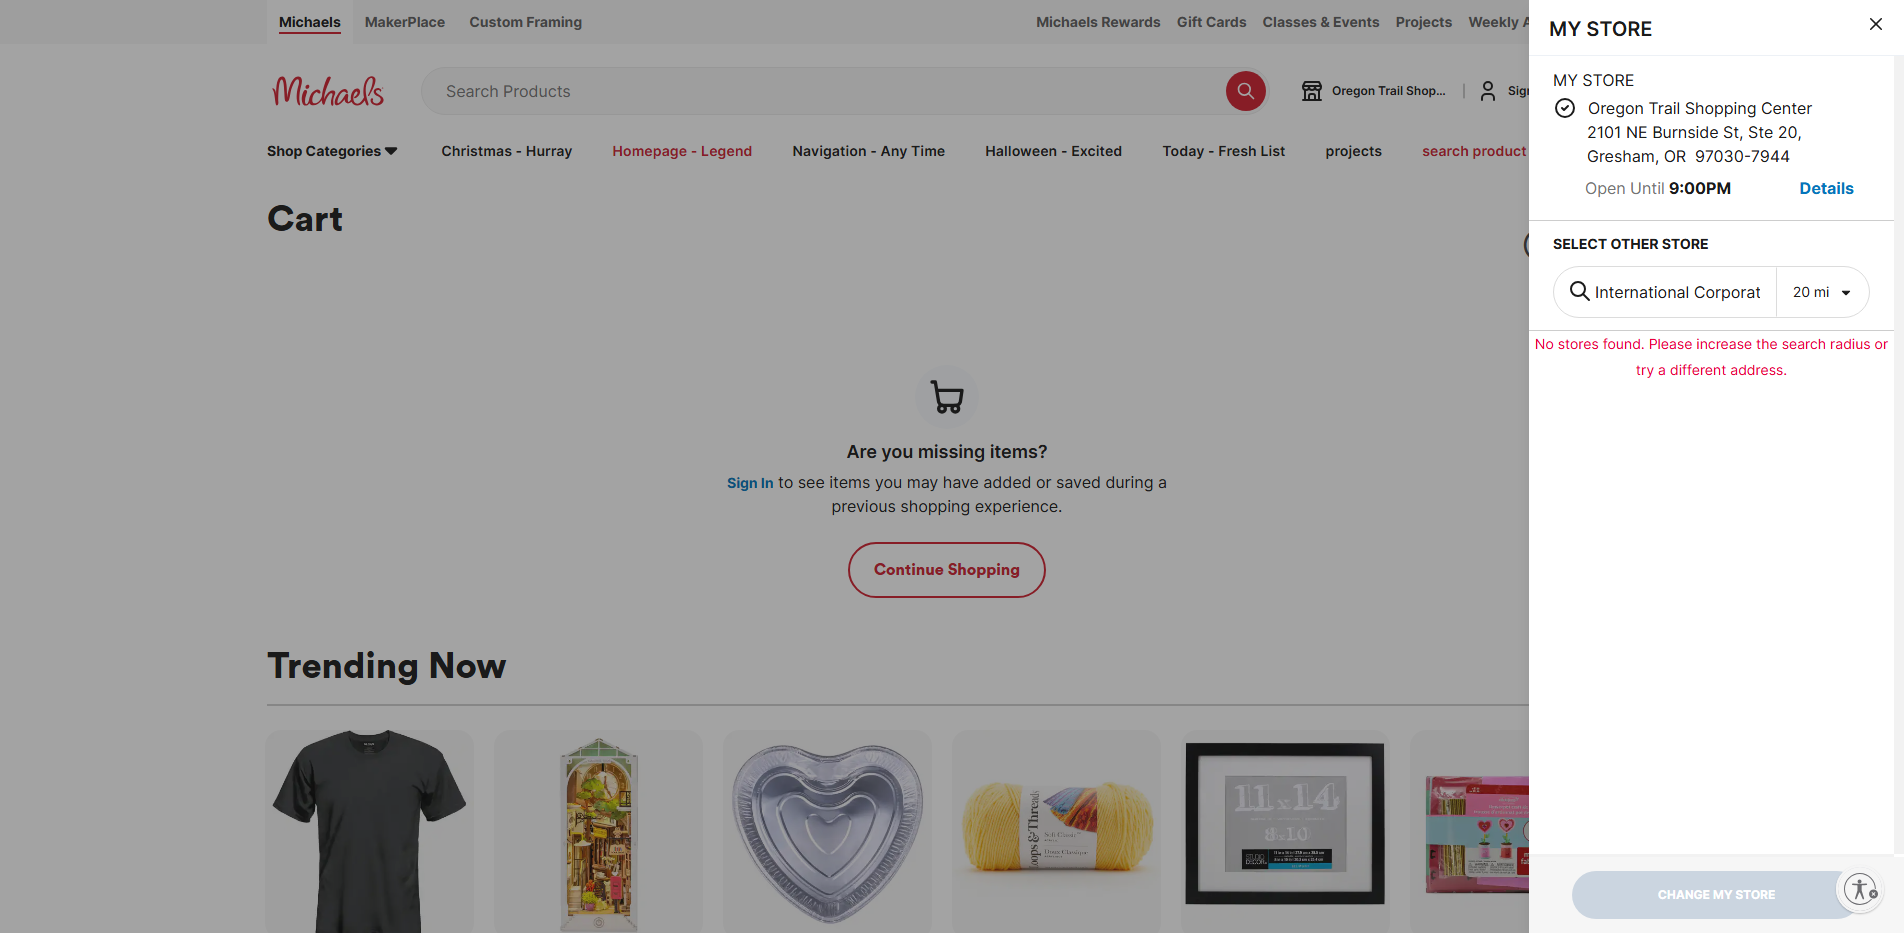 Michaels
MakerPlace
Custom Framing
Michaels Rewards
Gift Cards
Classes & Events
Projects
Weekly
Michaels
Search Products
Oregon Trail Shop...
Shop Categories
Christmas - Hurray
Homepage - Legend
Navigation - Any Time
Halloween - Excited
Today - Fresh List
projects
search product
Cart
Are you missing items?
Sign In to see items you may have added or saved during a
previous shopping experience.
Continue Shopping
Trending Now
Loops & Threads
11x14
8x10
MY STORE
MY STORE
Oregon Trail Shopping Center
2101 NE Burnside St, Ste 20,
Gresham, OR 97030-7944
Open Until 9:00PM
Details
SELECT OTHER STORE
International Corporat
20 mi
No stores found. Please increase the search radius or
try a different address.
CHANGE MY STORE